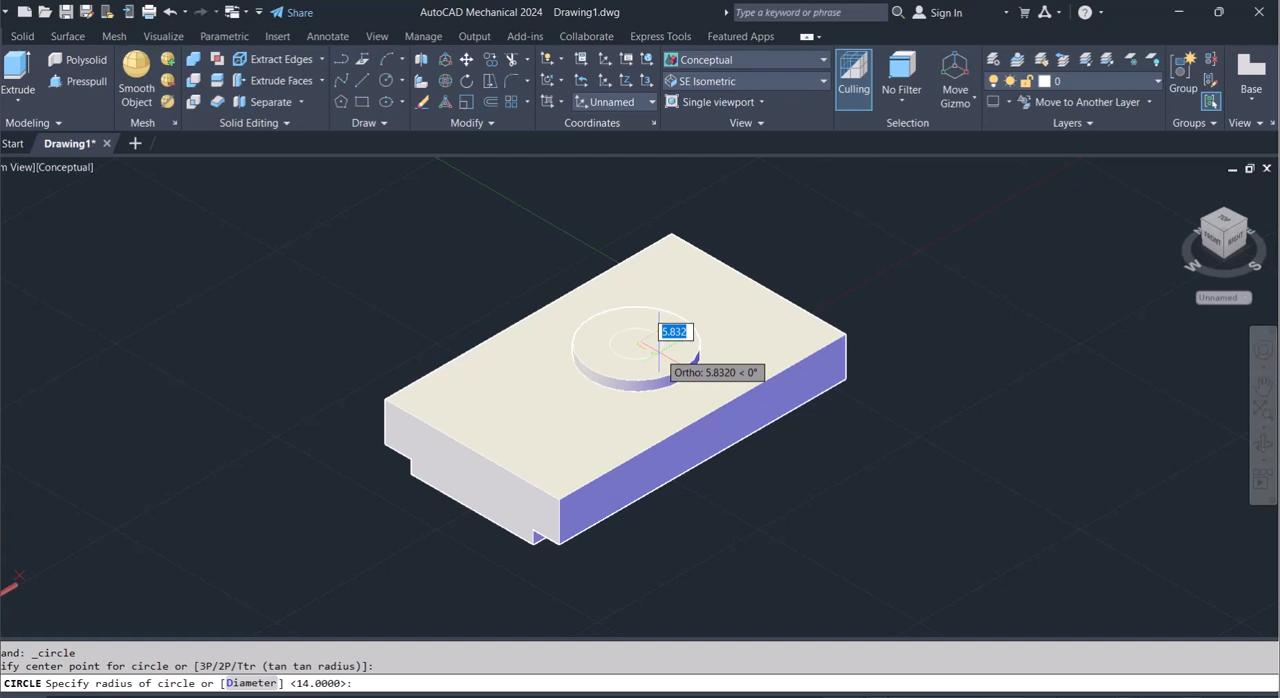 Share AutoCAD Mechanical 2024 Drawing1.dwg Type a keyword or phrase Sign In
Solid Surface Mesh Visualize Parametric Insert Annotate View Manage Output Add-ins Collaborate Express Tools Featured Apps
Polysolid Extract Edges Conceptual
Presspull Extract Faces SE Isometric
Extrude Smooth Object Separate Unnamed Single viewport Culling No Filter Move Gizmo 0 Move to Another Layer Group Base
Modeling Mesh Solid Editing Draw Modify Coordinates View Selection Layers Groups View
Start Drawing1*
m View][Conceptual]
TOP
FRONT RIGHT
W S
Unnamed
5.832
Ortho: 5.8320 < 0°
and: _circle
ify center point for circle or [3P/2P/Ttr (tan tan radius)]:
CIRCLE Specify radius of circle or [Diameter] <14.0000>: